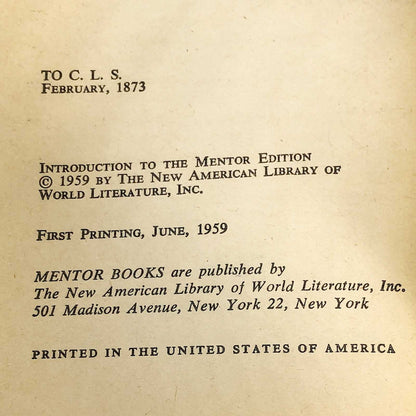 TO C. L. S.
FEBRUARY, 1873
INTRODUCTION TO THE MENTOR EDITION
© 1959 BY THE NEW AMERICAN LIBRARY OF
WORLD LITERATURE, INC.
FIRST PRINTING, JUNE, 1959
MENTOR BOOKS are published by
The New American Library of World Literature, Inc.
501 Madison Avenue, New York 22, New York
PRINTED IN THE UNITED STATES OF AMERICA